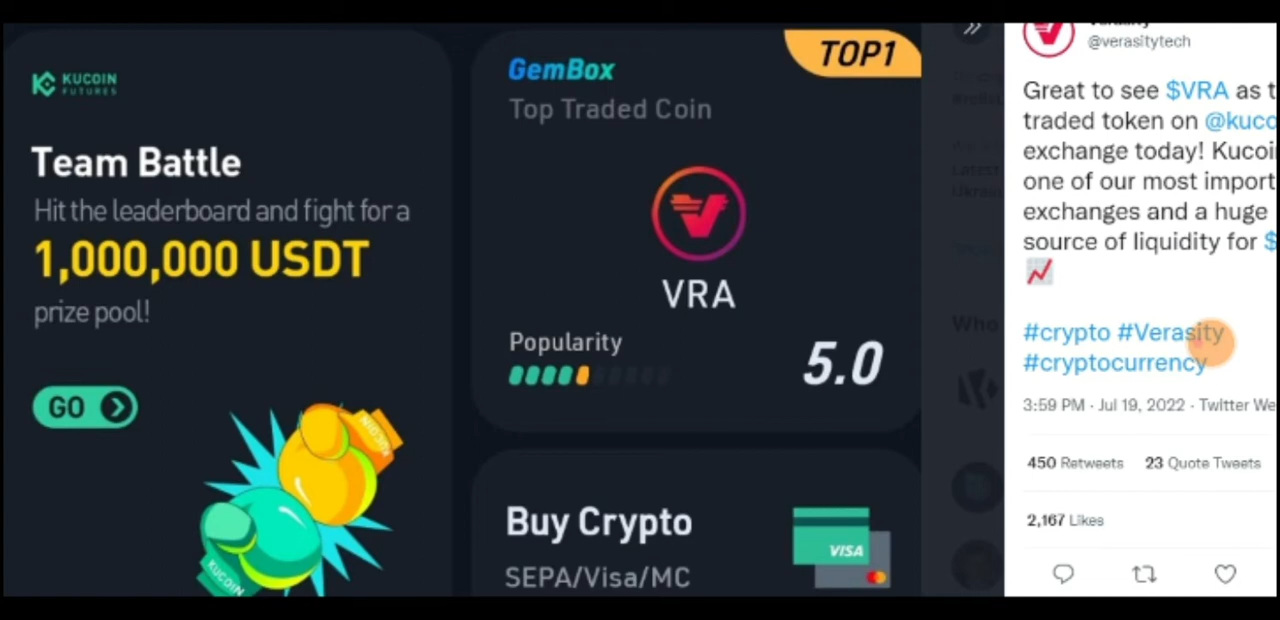 KUCOIN
FUTURES
Team Battle
Hit the leaderboard and fight for a
1,000,000 USDT
prize pool!
GO
KUCOIN
KUCOIN
GemBox
TOP1
Top Traded Coin
VRA
Popularity
5.0
Buy Crypto
SEPA/Visa/MC
VISA
Who
@verasitytech
Great to see $VRA as t
traded token on @kuco
exchange today! Kucoi
one of our most import
exchanges and a huge
source of liquidity for $
#crypto #Verasity
#cryptocurrency
3:59 PM · Jul 19, 2022 · Twitter We
450 Retweets 23 Quote Tweets
2,167 Likes